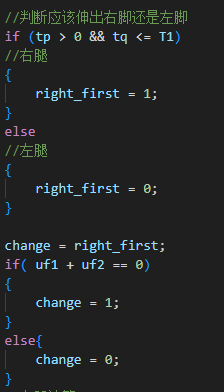 //判断应该伸出右脚还是左脚
if (tp > 0 && tq <= T1)
//右腿
{
    right_first = 1;
}
else
//左腿
{
    right_first = 0;
}

change = right_first;
if( uf1 + uf2 == 0)
{
    change = 1;
}
else{
    change = 0;
}